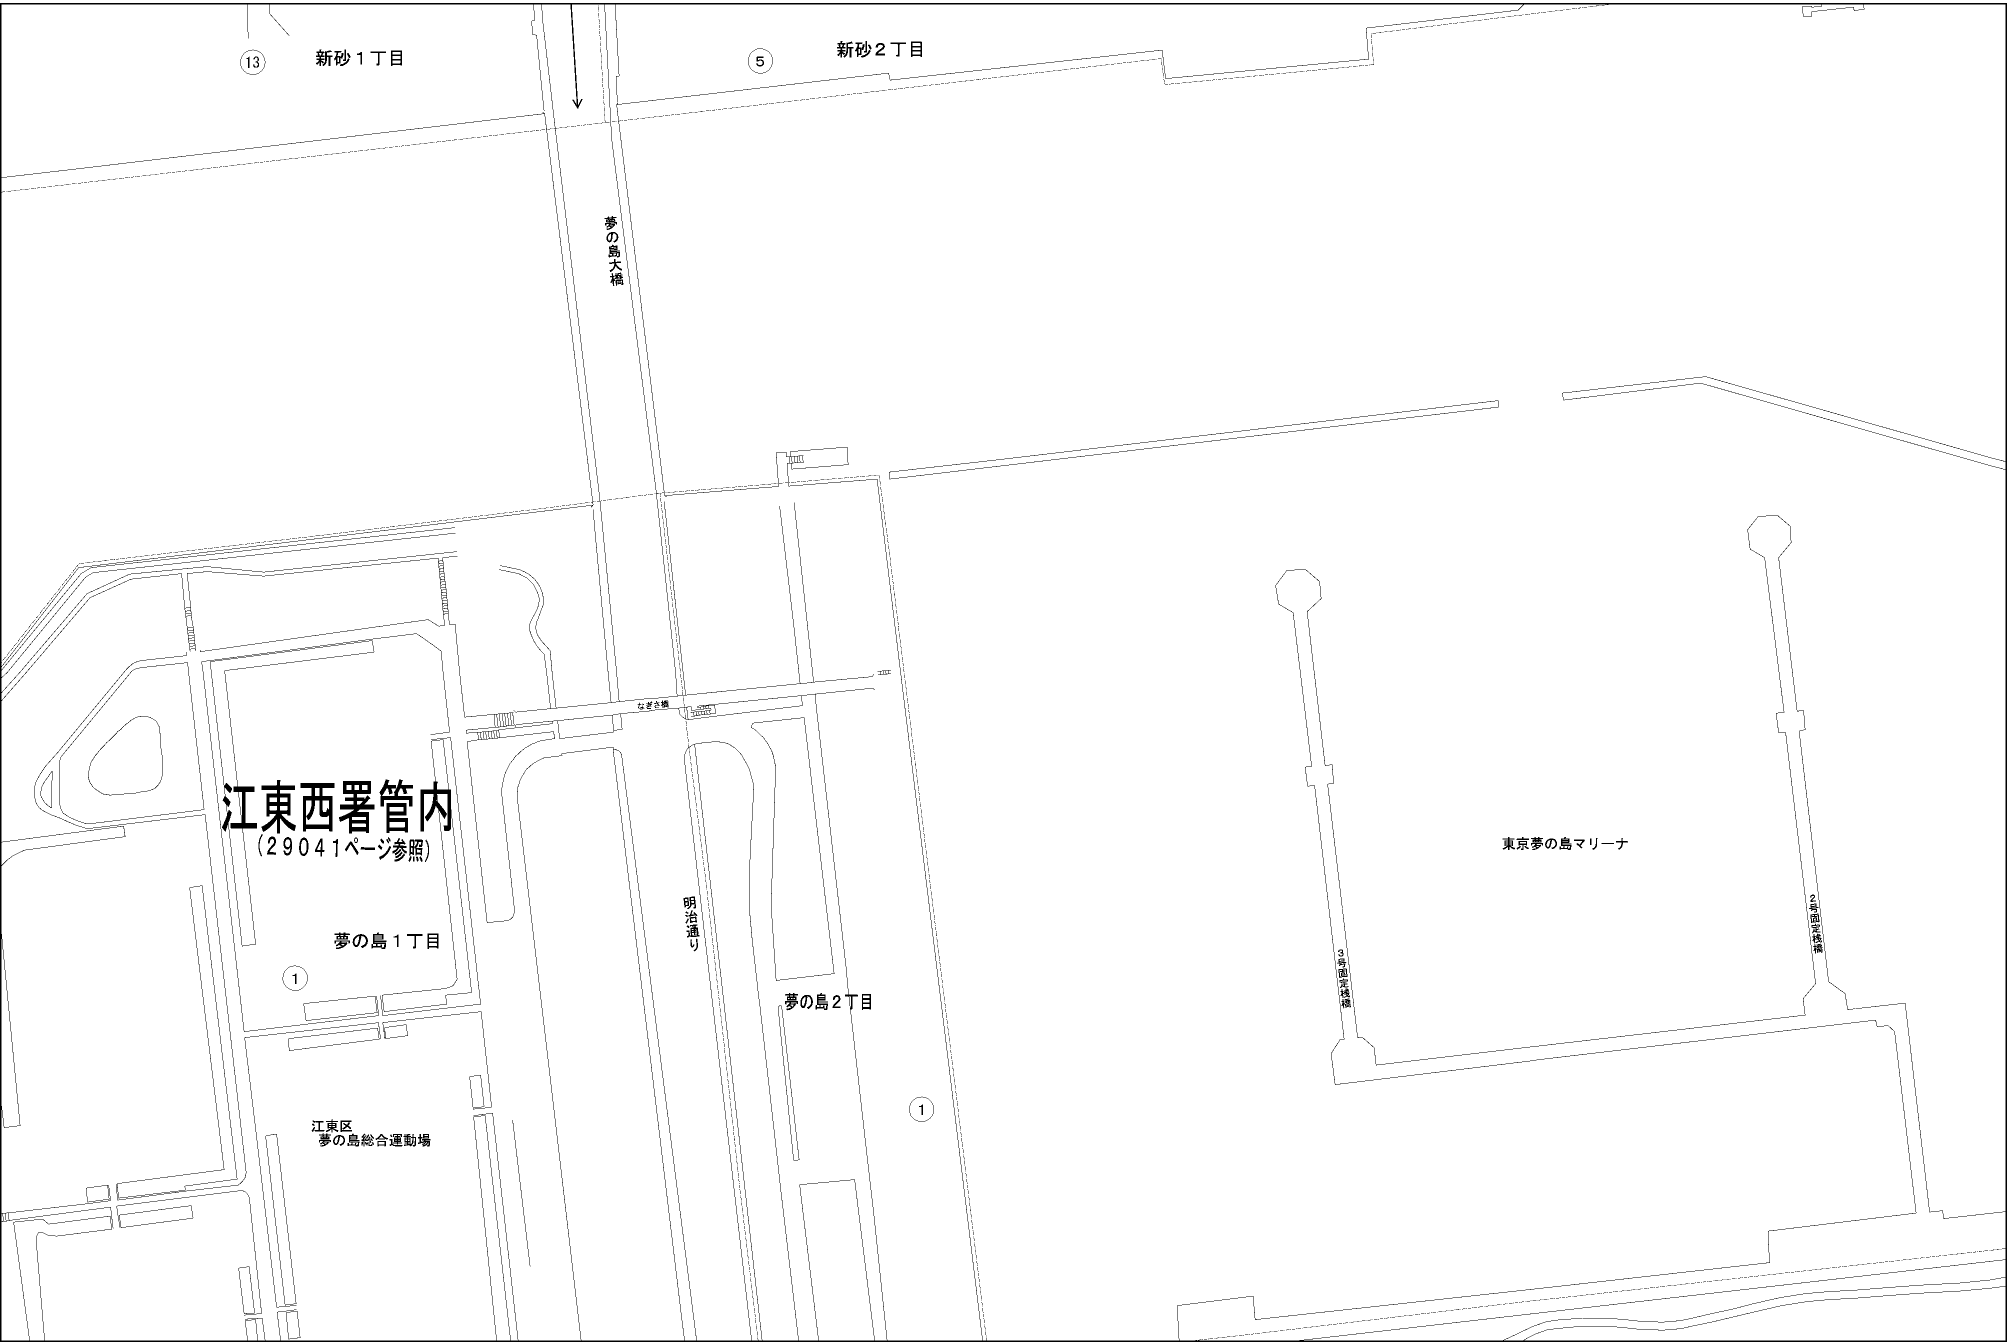 ⑬
新砂１丁目
⑤
新砂２丁目
夢の島大橋
なぎさ橋
江東西署管内
(29041ページ参照)
東京夢の島マリーナ
明治通り
2号固定桟橋
夢の島１丁目
①
3号固定桟橋
夢の島２丁目
①
江東区
夢の島総合運動場